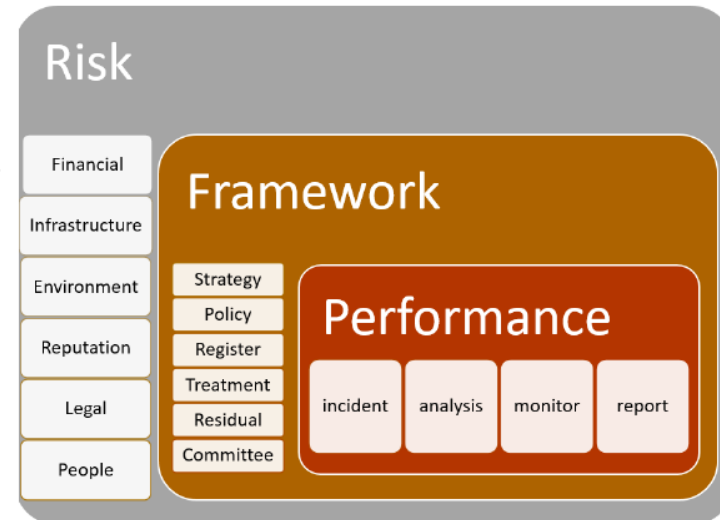 Risk
Financial
Infrastructure
Environment
Reputation
Legal
People
Framework
Strategy
Policy
Register
Treatment
Residual
Committee
Performance
incident
analysis
monitor
report